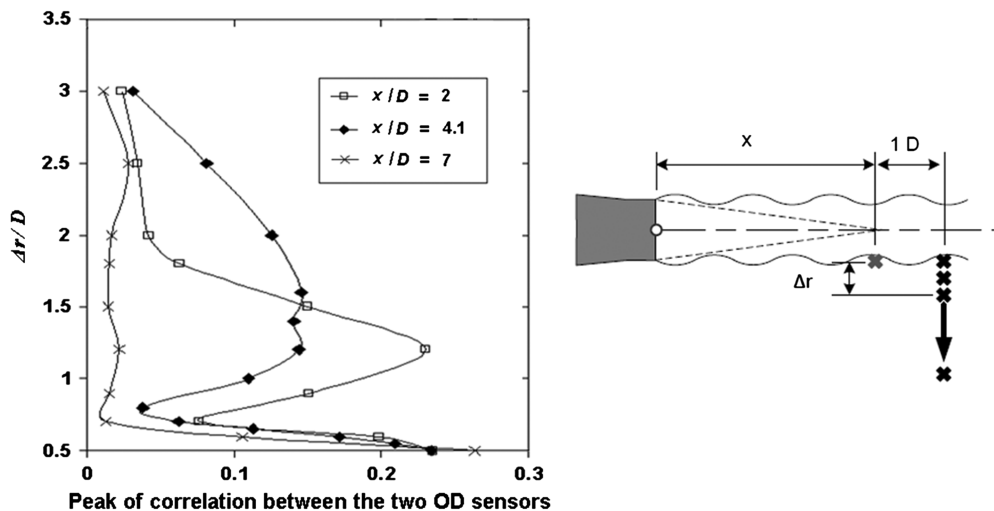 3.5
3
2.5
2
1.5
1
0.5
0
0.1
0.2
0.3
Δr/D
Peak of correlation between the two OD sensors
x/D = 2
x/D = 4.1
x/D = 7
x
1 D
Δr